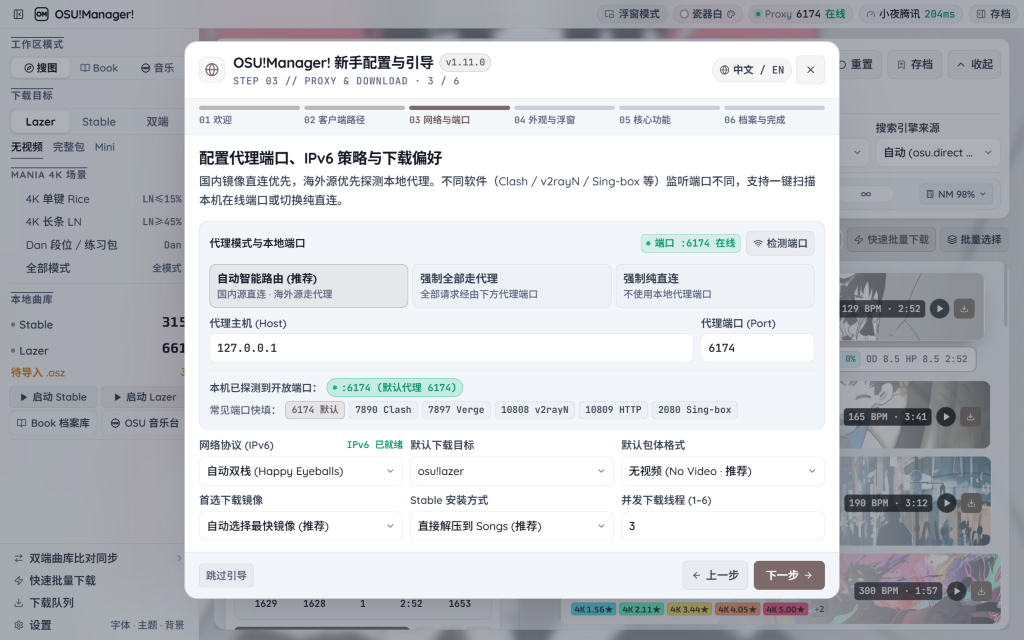 OSU!Manager!
浮窗模式
瓷器白
Proxy 6174 在线
小夜腾讯 204ms
存档
工作区模式
搜图
Book
音乐
下载目标
Lazer
Stable
双端
无视频
完整包
Mini
MANIA 4K 场景
4K 单键 Rice
LN≤15%
4K 长条 LN
LN≥45%
Dan 段位 / 练习包
Dan
全部模式
全模式
本地曲库
Stable
315
Lazer
661
待导入 .osz
启动 Stable
启动 Lazer
Book 档案库
OSU 音乐台
双端曲库比对同步
快速批量下载
下载队列
设置
字体 · 主题 · 背景
OSU!Manager! 新手配置与引导
v1.11.0
STEP 03 // PROXY & DOWNLOAD · 3 / 6
中文 / EN
01 欢迎
02 客户端路径
03 网络与端口
04 外观与浮窗
05 核心功能
06 档案与完成
配置代理端口、IPv6 策略与下载偏好
国内镜像直连优先，海外源优先探测本地代理。不同软件（Clash / v2rayN / Sing-box 等）监听端口不同，支持一键扫描
本机在线端口或切换纯直连。
代理模式与本地端口
端口 :6174 在线
检测端口
自动智能路由 (推荐)
国内源直连 · 海外源走代理
强制全部走代理
全部请求经由下方代理端口
强制纯直连
不使用本地代理端口
代理主机 (Host)
代理端口 (Port)
127.0.0.1
6174
本机已探测到开放端口:
:6174 (默认代理 6174)
常见端口快填:
6174 默认
7890 Clash
7897 Verge
10808 v2rayN
10809 HTTP
2080 Sing-box
网络协议 (IPv6)
IPv6 已就绪
默认下载目标
默认包体格式
自动双栈 (Happy Eyeballs)
osu!lazer
无视频 (No Video · 推荐)
首选下载镜像
Stable 安装方式
并发下载线程 (1-6)
自动选择最快镜像 (推荐)
直接解压到 Songs (推荐)
3
跳过引导
← 上一步
下一步 →
重置
存档
收起
搜索引擎来源
自动 (osu.direct ...
∞
NM 98%
快速批量下载
批量选择
129 BPM · 2:52
0%
OD 8.5 HP 8.5 2:52
165 BPM · 3:41
190 BPM · 3:12
300 BPM · 1:57
1629
1628
1
2:52
1653
4K 1.56★
4K 2.11★
4K 3.44★
4K 4.05★
4K 5.00★
+2